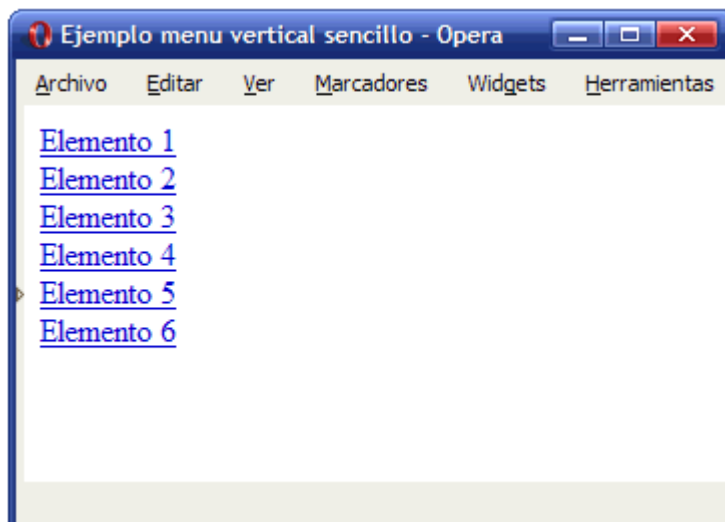 Ejemplo menu vertical sencillo - Opera
Archivo Editar Ver Marcadores Widgets Herramientas
Elemento 1
Elemento 2
Elemento 3
Elemento 4
Elemento 5
Elemento 6